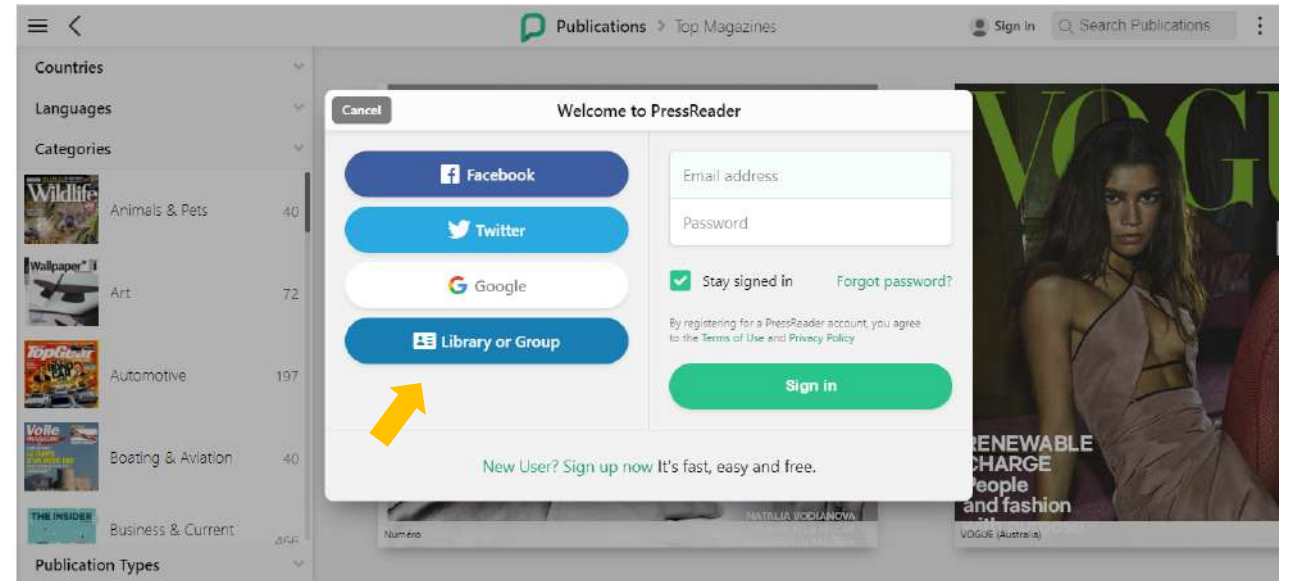 Publications > Top Magazines
Sign In
Search Publications
Countries
Languages
Categories
Wildlife
Animals & Pets
40
Wallpaper*
Art
72
TopGear
Automotive
197
Voile
Boating & Aviation
40
THE INSIDER
Business & Current
466
Publication Types
Cancel
Welcome to PressReader
Facebook
Twitter
Google
Library or Group
Email address
Password
Stay signed in
Forgot password?
By registering for a PressReader account, you agree
to the Terms of Use and Privacy Policy
Sign in
New User? Sign up now It's fast, easy and free.
NATALIA VODIANOVA
Numéro
VOGU
RENEWABLE
CHARGE
People
and fashion
VOGUE (Australia)